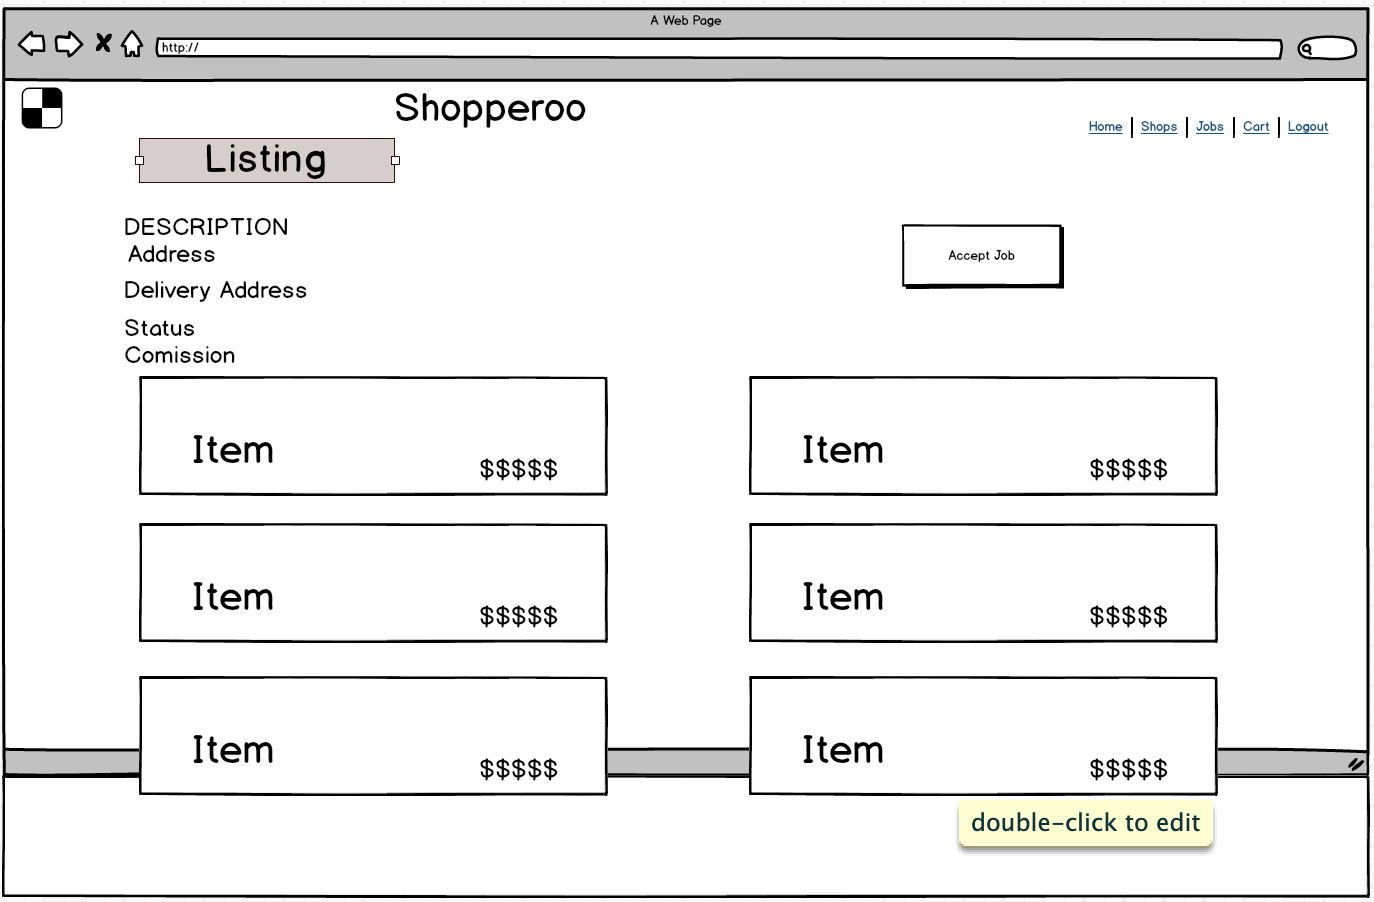 A Web Page
http://
Shopperoo
Home Shops Jobs Cart Logout
Listing
DESCRIPTION
Address
Accept Job
Delivery Address
Status
Comission
Item $$$$$
Item $$$$$
Item $$$$$
Item $$$$$
Item $$$$$
Item $$$$$
double-click to edit